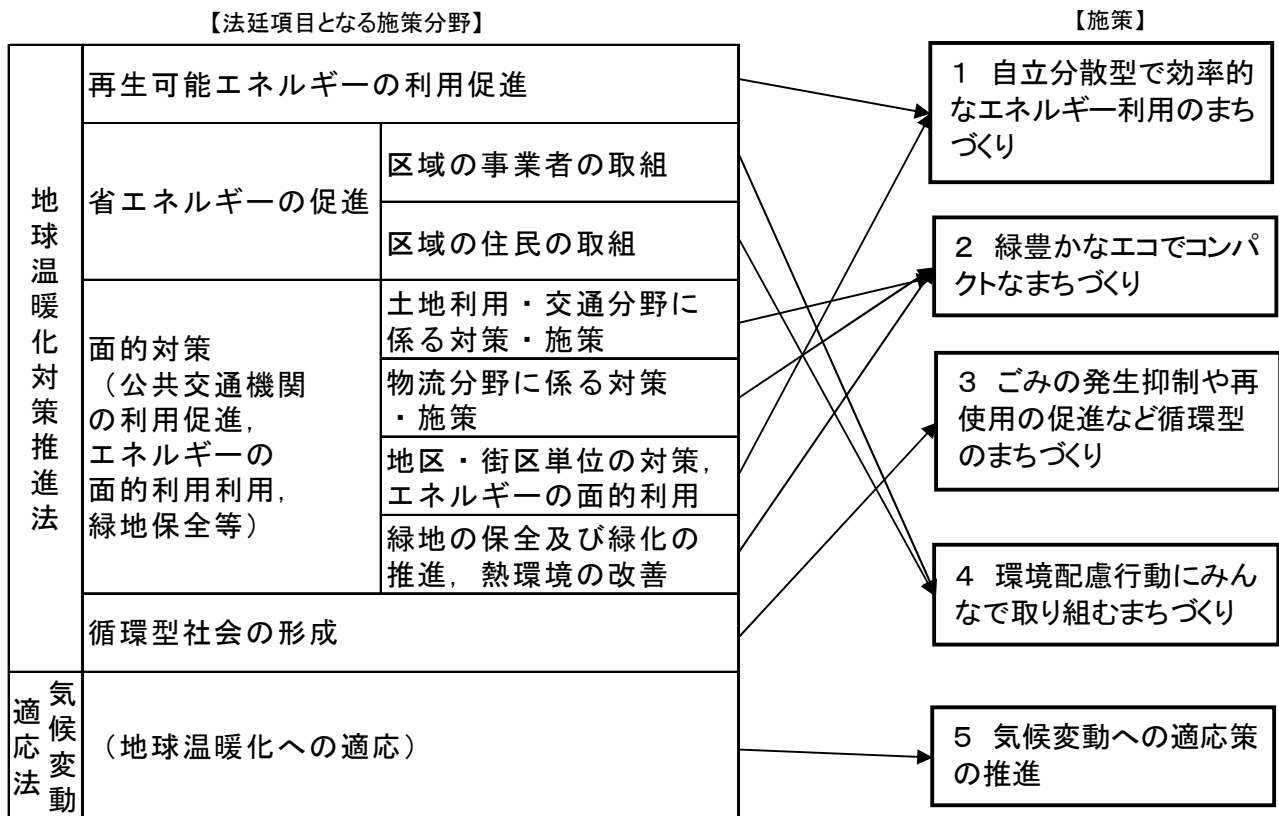 【法廷項目となる施策分野】
【施策】
地球温暖化対策推進法
再生可能エネルギーの利用促進
省エネルギーの促進
区域の事業者の取組
区域の住民の取組
面的対策
（公共交通機関
の利用促進，
エネルギーの
面的利用利用，
緑地保全等）
土地利用・交通分野に
係る対策・施策
物流分野に係る対策
・施策
地区・街区単位の対策，
エネルギーの面的利用
緑地の保全及び緑化の
推進，熱環境の改善
循環型社会の形成
気候変動
適応法
（地球温暖化への適応）
１ 自立分散型で効率的
なエネルギー利用のまち
づくり
２ 緑豊かなエコでコンパ
クトなまちづくり
３ ごみの発生抑制や再
使用の促進など循環型
のまちづくり
４ 環境配慮行動にみん
なで取り組むまちづくり
５ 気候変動への適応策
の推進